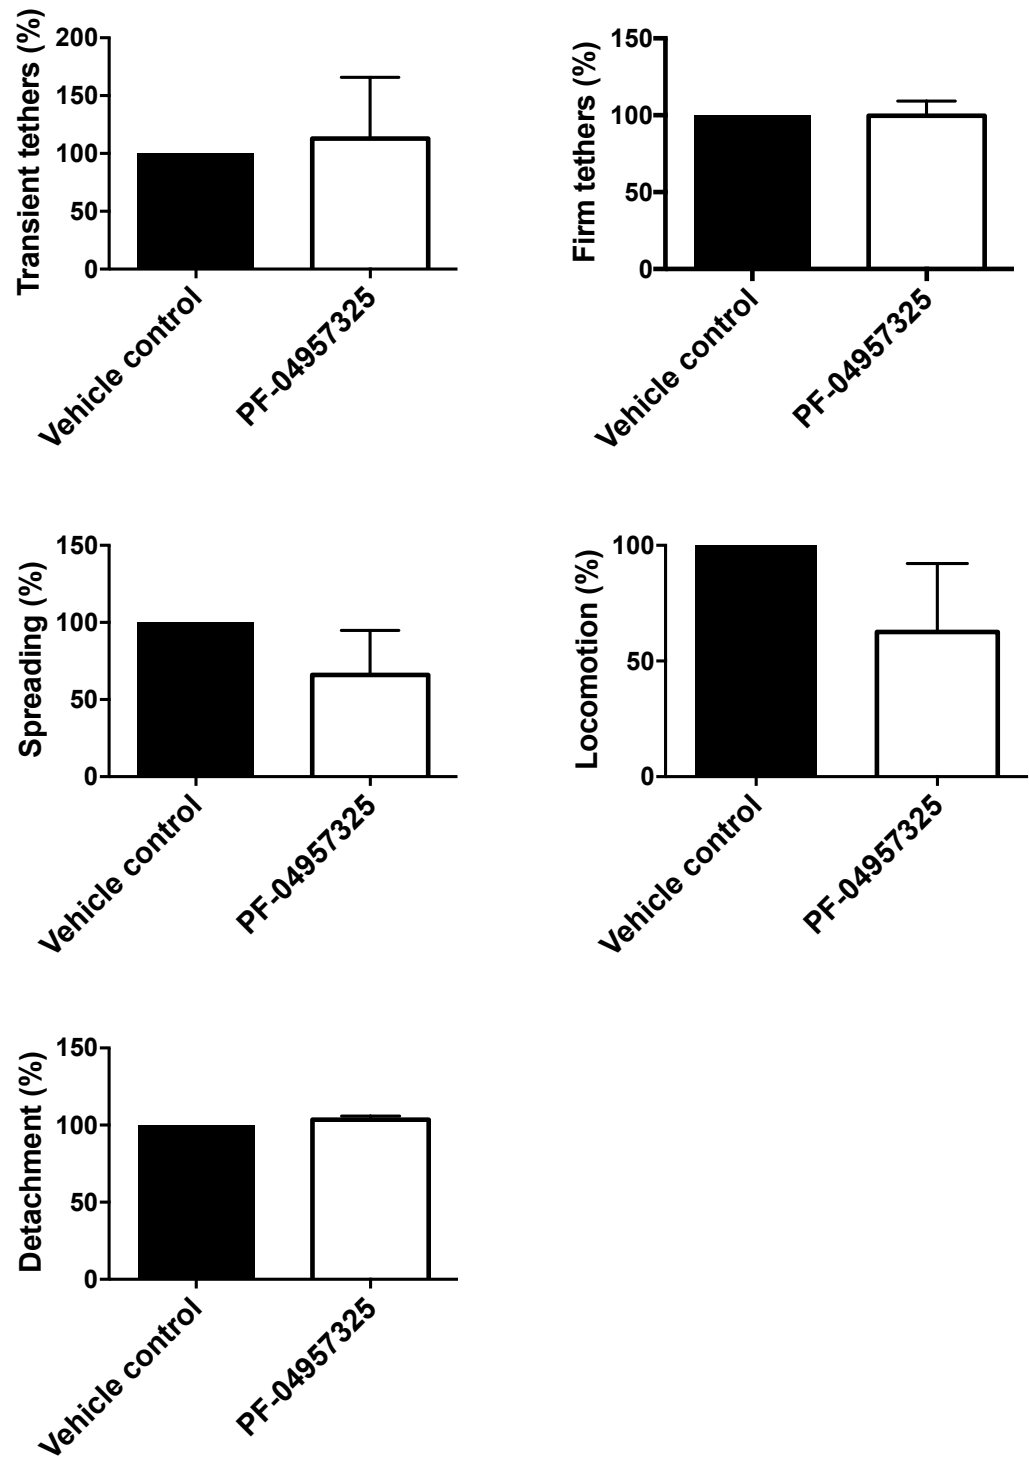 Transient tethers (%)
200
150
100
50
0
Vehicle control
PF-04957325
Firm tethers (%)
150
100
50
0
Vehicle control
PF-04957325
Spreading (%)
150
100
50
0
Vehicle control
PF-04957325
Locomotion (%)
100
50
0
Vehicle control
PF-04957325
Detachment (%)
150
100
50
0
Vehicle control
PF-04957325